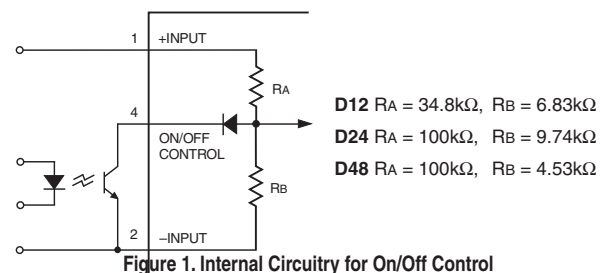 1 +INPUT
RA
4
ON/OFF
CONTROL
RB
2 –INPUT
D12 RA = 34.8kΩ, RB = 6.83kΩ
D24 RA = 100kΩ, RB = 9.74kΩ
D48 RA = 100kΩ, RB = 4.53kΩ
Figure 1. Internal Circuitry for On/Off Control